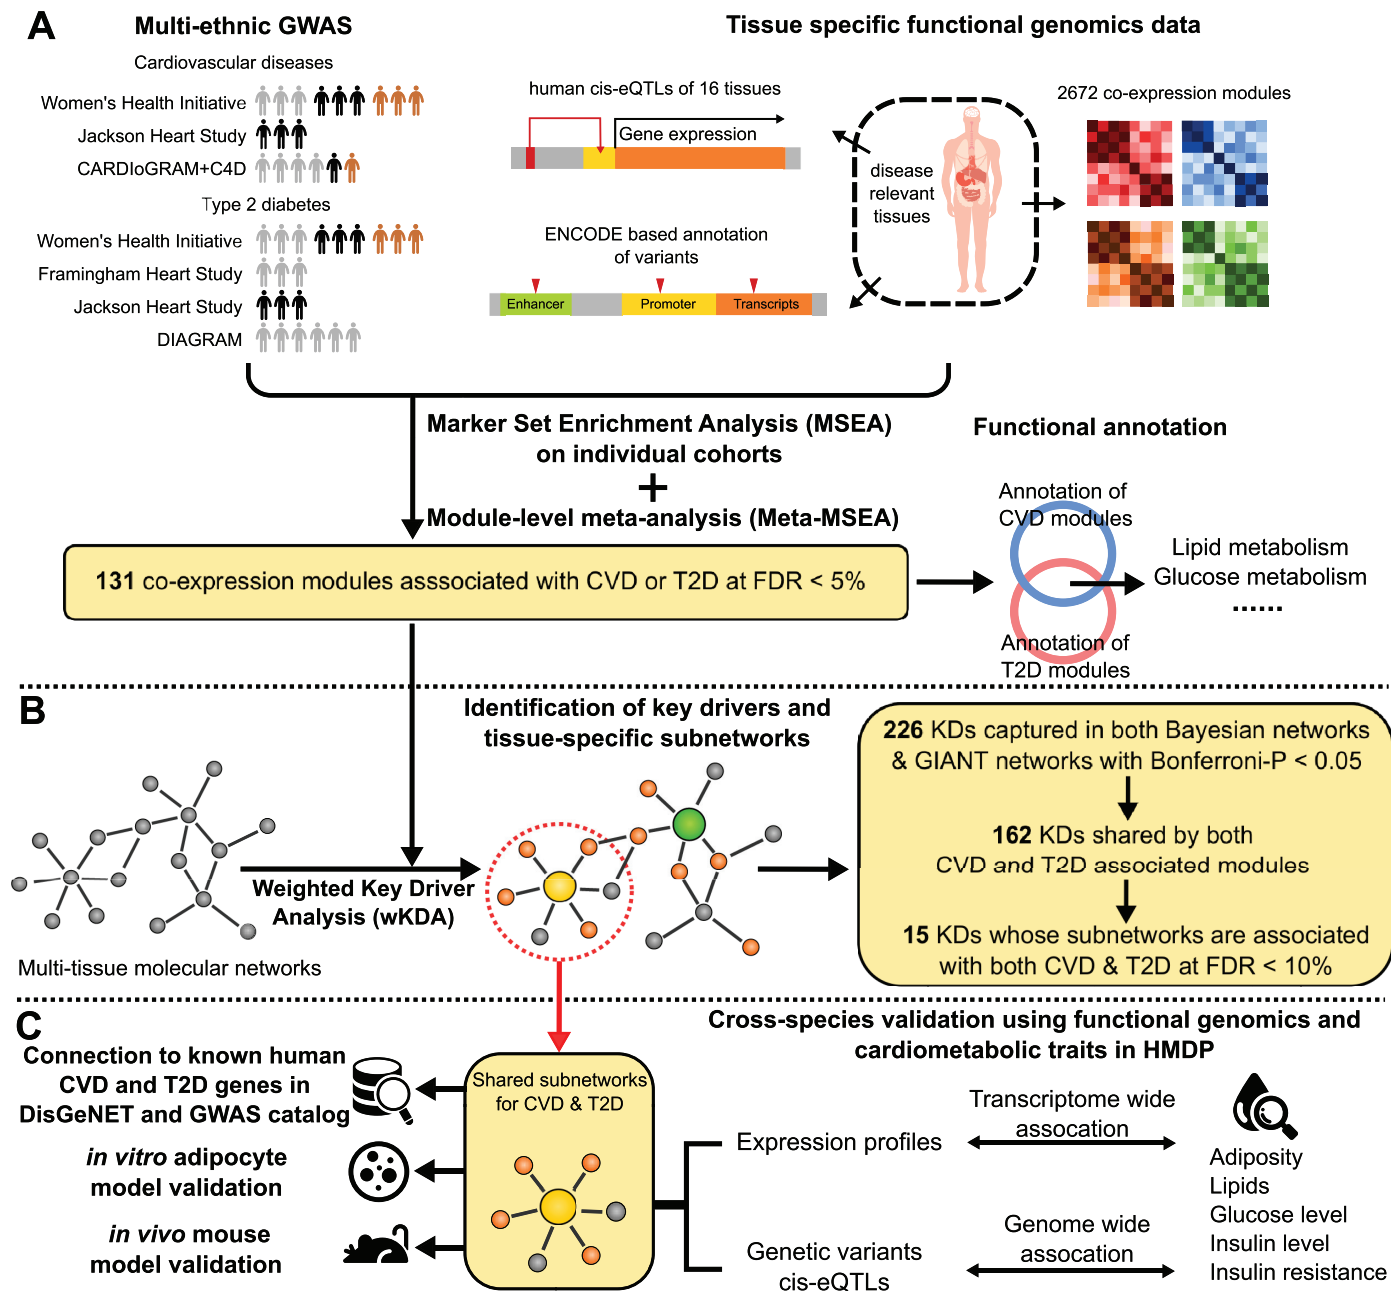 A
Multi-ethnic GWAS
Cardiovascular diseases
Women's Health Initiative
Jackson Heart Study
CARDIoGRAM+C4D
Type 2 diabetes
Women's Health Initiative
Framingham Heart Study
Jackson Heart Study
DIAGRAM
Tissue specific functional genomics data
human cis-eQTLs of 16 tissues
Gene expression
ENCODE based annotation
of variants
Enhancer
Promoter
Transcripts
disease
relevant
tissues
2672 co-expression modules
Marker Set Enrichment Analysis (MSEA)
on individual cohorts
+
Module-level meta-analysis (Meta-MSEA)
131 co-expression modules asssociated with CVD or T2D at FDR < 5%
Functional annotation
Annotation of
CVD modules
Annotation of
T2D modules
Lipid metabolism
Glucose metabolism
......
B
Identification of key drivers and
tissue-specific subnetworks
Weighted Key Driver
Analysis (wKDA)
Multi-tissue molecular networks
226 KDs captured in both Bayesian networks
& GIANT networks with Bonferroni-P < 0.05
162 KDs shared by both
CVD and T2D associated modules
15 KDs whose subnetworks are associated
with both CVD & T2D at FDR < 10%
C
Connection to known human
CVD and T2D genes in
DisGeNET and GWAS catalog
in vitro adipocyte
model validation
in vivo mouse
model validation
Shared subnetworks
for CVD & T2D
Cross-species validation using functional genomics and
cardiometabolic traits in HMDP
Expression profiles
Transcriptome wide
assocation
Genetic variants
cis-eQTLs
Genome wide
assocation
Adiposity
Lipids
Glucose level
Insulin level
Insulin resistance